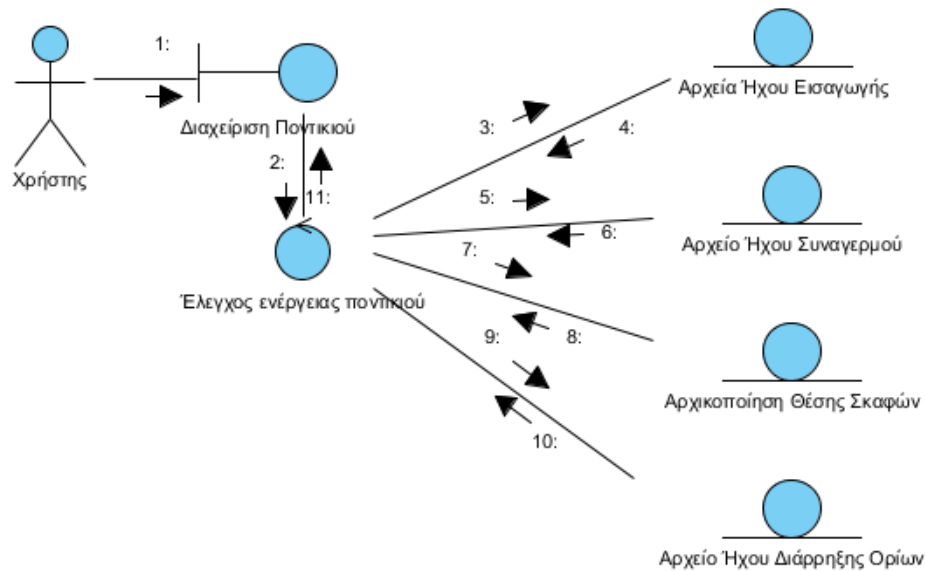 1:
Αρχεία Ήχου Εισαγωγής
Διαχείριση Ποντικιού
3:
4:
2:
Χρήστης
11:
5:
6:
Αρχείο Ήχου Συναγερμού
7:
Έλεγχος ενέργειας ποντικιού
9:
8:
Αρχικοποίηση Θέσης Σκαφών
10:
Αρχείο Ήχου Διάρρηξης Ορίων